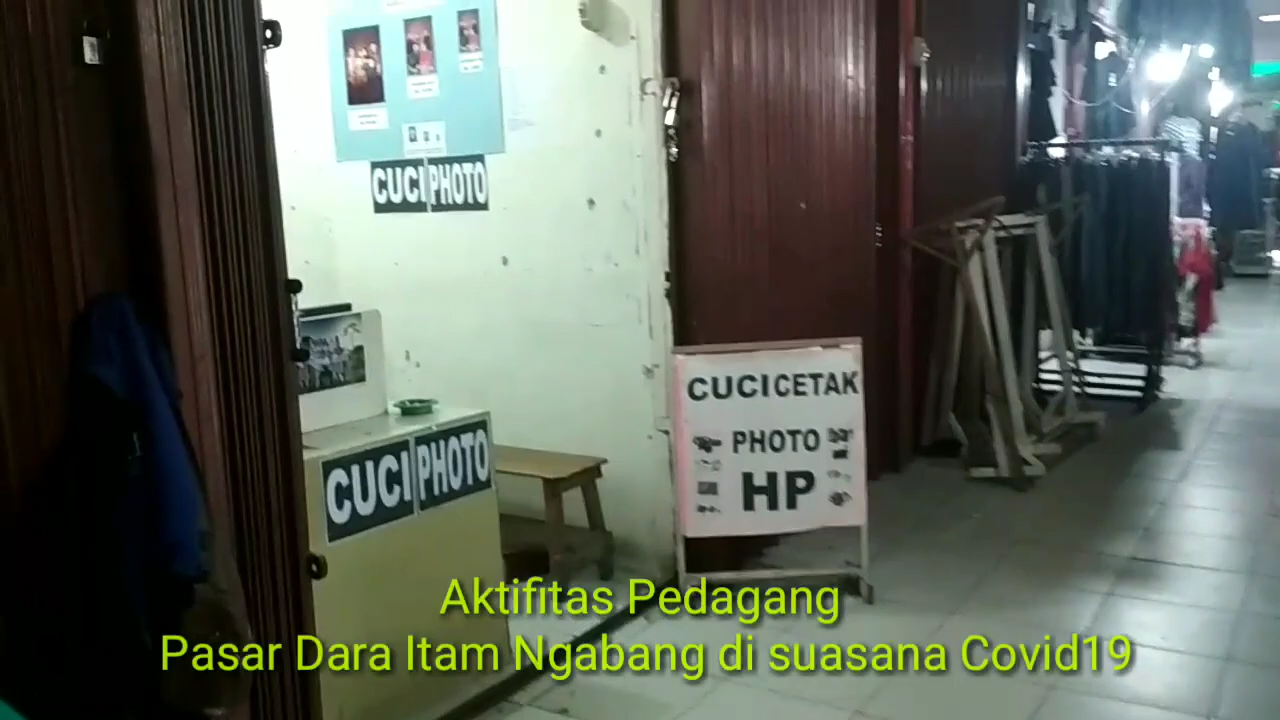 CUCI PHOTO
CUCI PHOTO
CUCI CETAK
PHOTO
HP
Aktifitas Pedagang
Pasar Dara Itam Ngabang di suasana Covid19